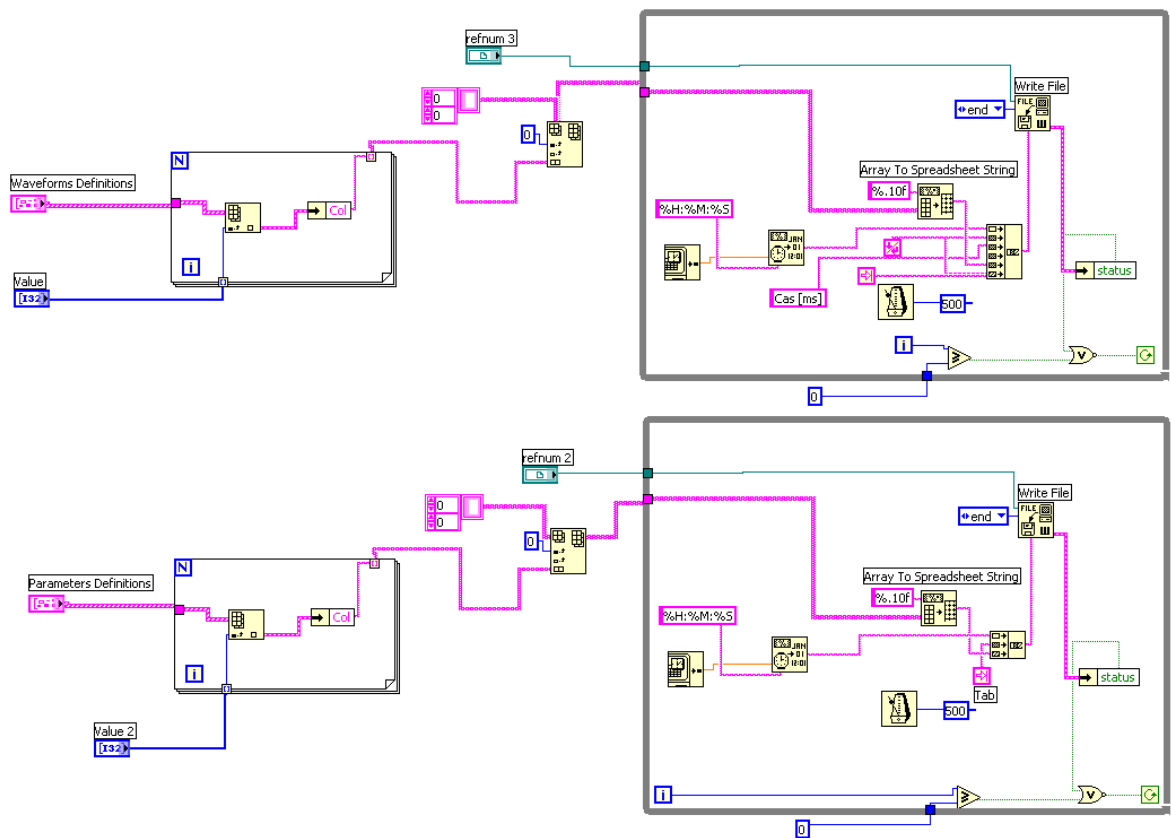 refnum 3
Write File
FILE
end
0
0
0
N
Waveforms Definitions
Array To Spreadsheet String
%.10f
Col
%H:%M:%S
JAN
01
12:01
i
status
Value
[I32]
Cas [ms]
500
i
V
0
refnum 2
Write File
FILE
end
0
0
0
N
Parameters Definitions
Array To Spreadsheet String
%.10f
Col
%H:%M:%S
JAN
01
12:01
i
status
Tab
Value 2
[I32]
500
i
V
0